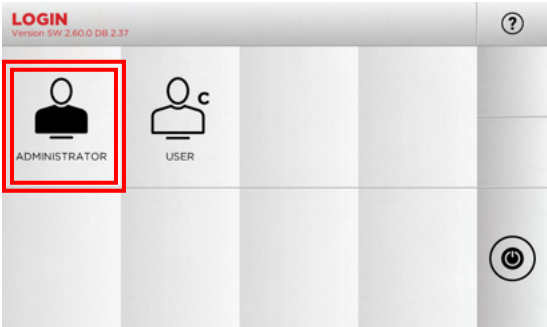 LOGIN
Version SW 2.60.0 DB 2.37
?
C
ADMINISTRATOR
USER